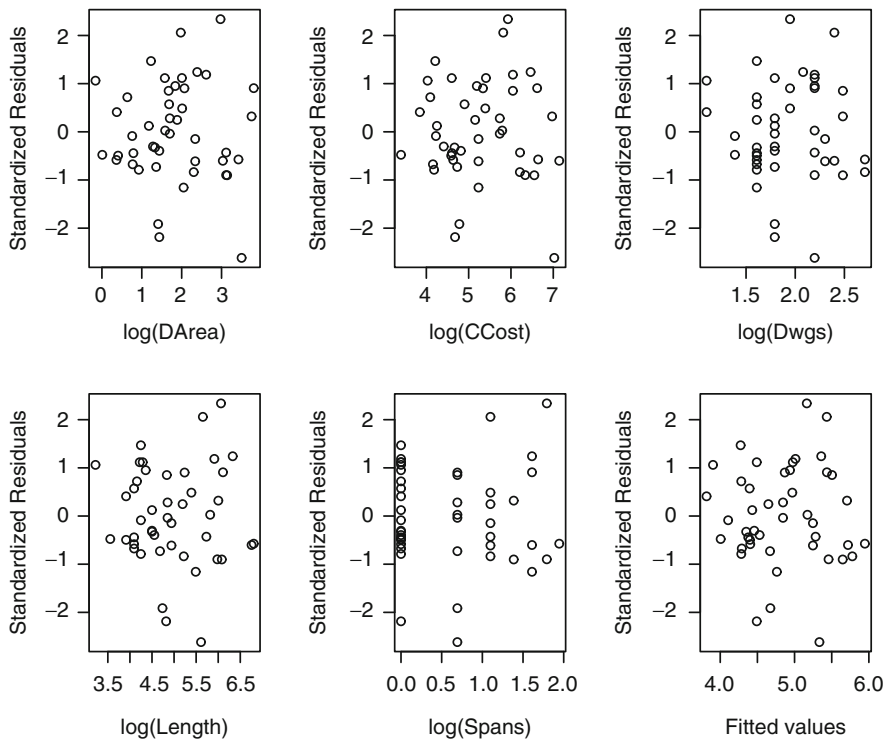 Standardized Residuals
2
1
0
−1
−2
0 1 2 3
log(DArea)
Standardized Residuals
2
1
0
−1
−2
4 5 6 7
log(CCost)
Standardized Residuals
2
1
0
−1
−2
1.5 2.0 2.5
log(Dwgs)
Standardized Residuals
2
1
0
−1
−2
3.5 4.5 5.5 6.5
log(Length)
Standardized Residuals
2
1
0
−1
−2
0.0 0.5 1.0 1.5 2.0
log(Spans)
Standardized Residuals
2
1
0
−1
−2
4.0 4.5 5.0 5.5 6.0
Fitted values